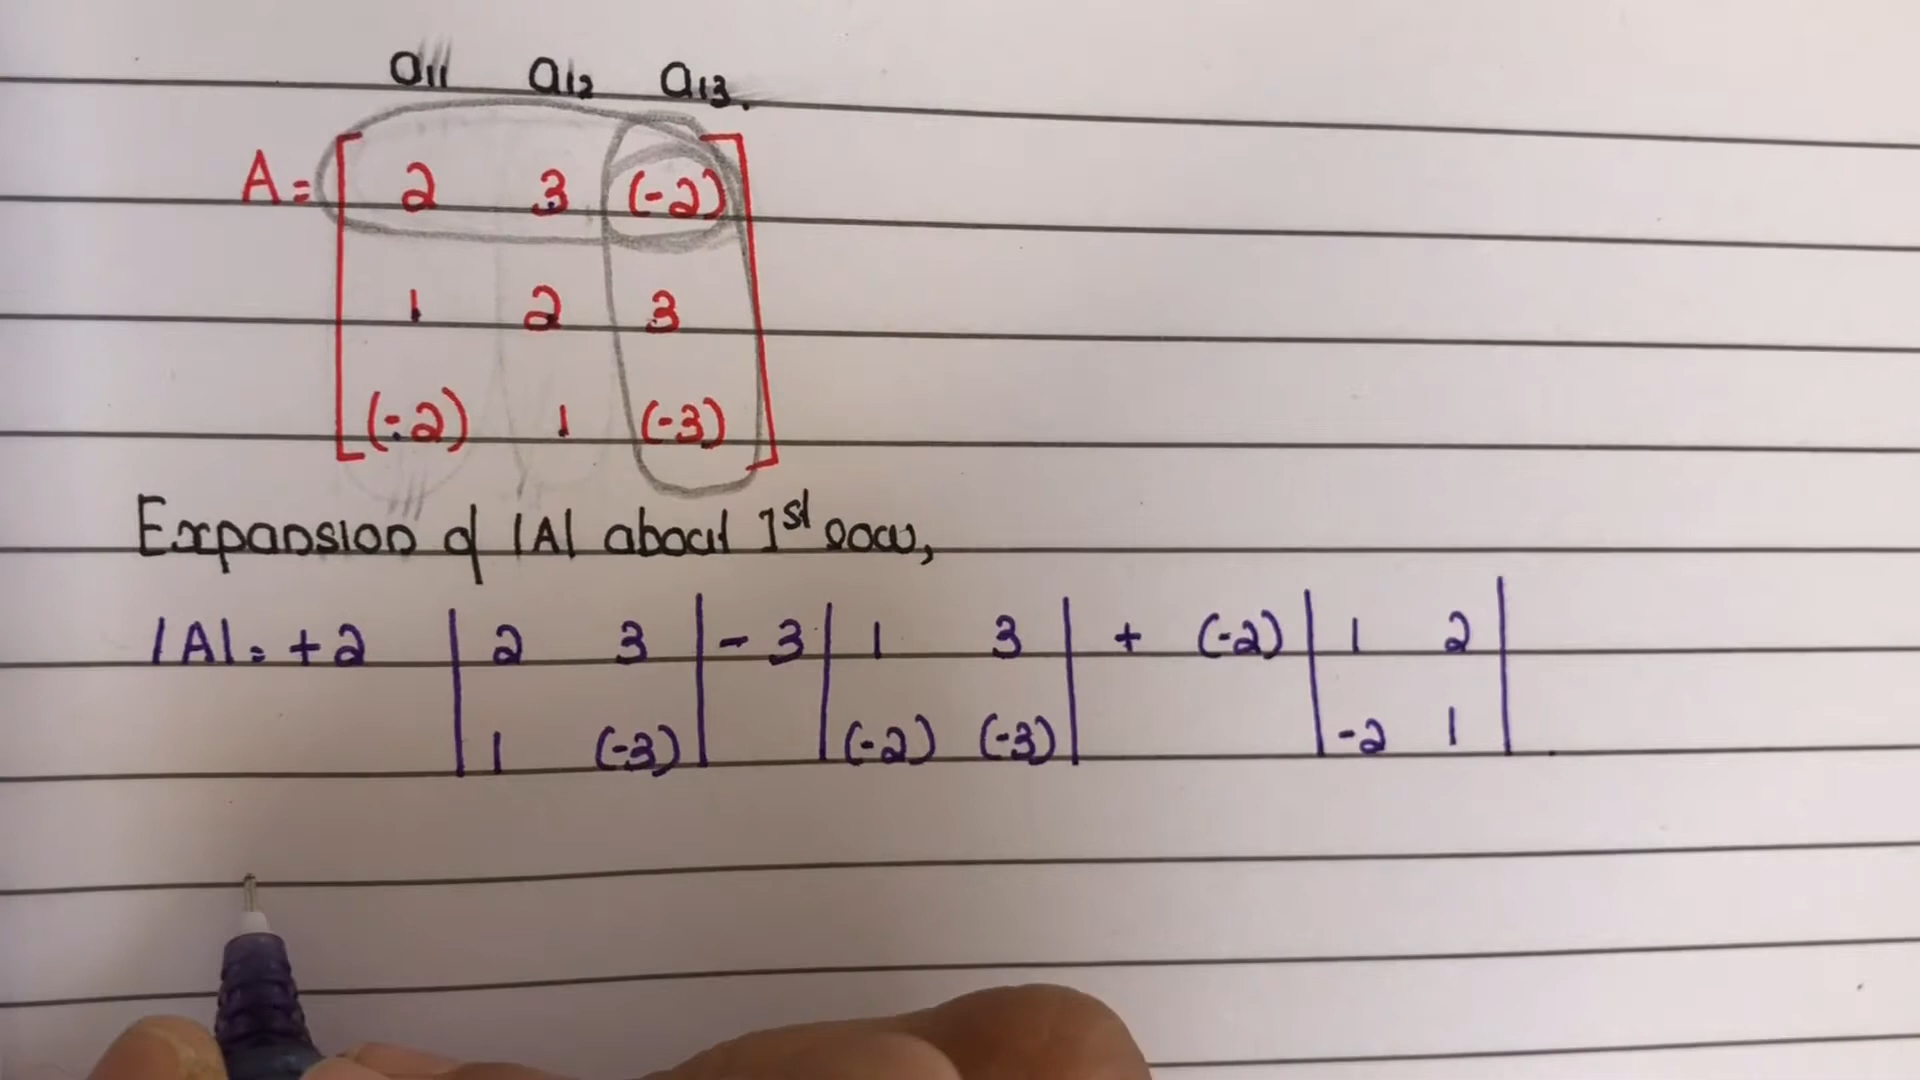 a11 a12 a13.
A = [ 2 3 (-2)
1 2 3
(-2) 1 (-3) ]
Expansion of |A| about 1st row,
|A| = +2 | 2 3 | - 3 | 1 3 | + (-2) | 1 2 |
| 1 (-3) | | (-2) (-3) | | -2 1 |